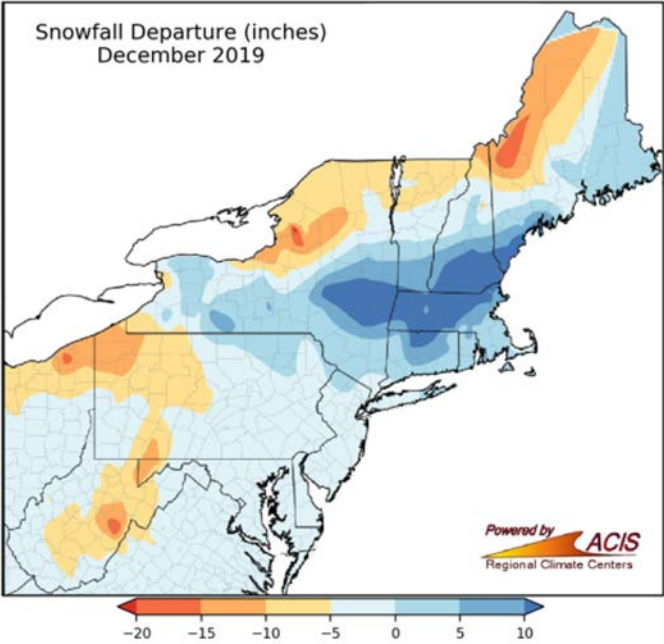 Snowfall Departure (inches)
December 2019
Powered by
ACIS
Regional Climate Centers
−20 −15 −10 −5 0 5 10